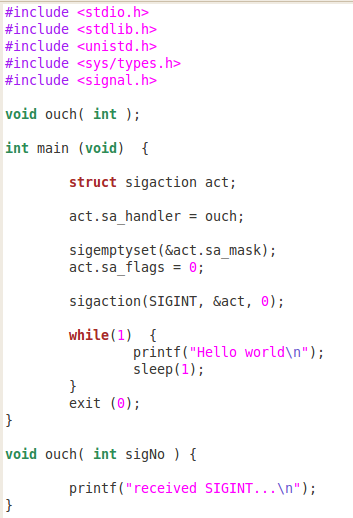 #include <stdio.h>
#include <stdlib.h>
#include <unistd.h>
#include <sys/types.h>
#include <signal.h>
void ouch( int );
int main (void)  {
struct sigaction act;
act.sa_handler = ouch;
sigemptyset(&act.sa_mask);
act.sa_flags = 0;
sigaction(SIGINT, &act, 0);
while(1)  {
printf("Hello world\n");
sleep(1);
}
exit (0);
}
void ouch( int sigNo ) {
printf("received SIGINT...\n");
}